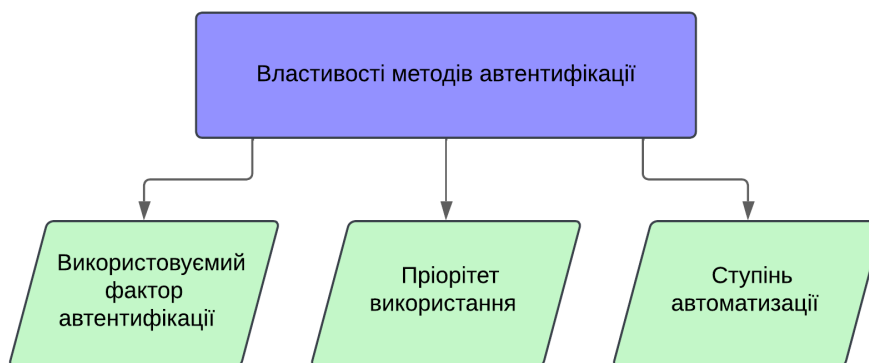 Властивості методів автентифікації
Використовуємий
фактор
автентифікації
Пріорітет
використання
Ступінь
автоматизації